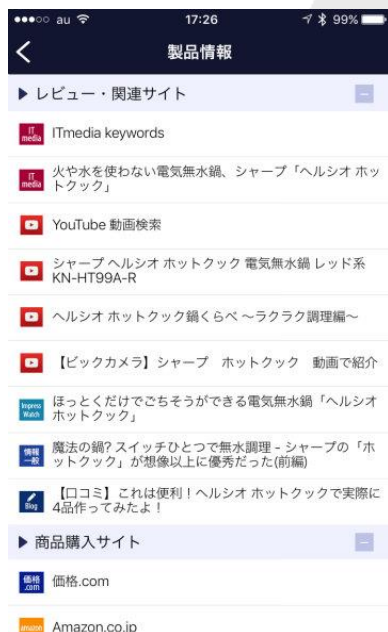 au 17:26 99%
製品情報
レビュー・関連サイト
IT media ITmedia keywords
IT media 火や水を使わない電気無水鍋、シャープ「ヘルシオ ホッ
トクック」
YouTube 動画検索
シャープ ヘルシオ ホットクック 電気無水鍋 レッド系
KN-HT99A-R
ヘルシオ ホットクック鍋くらべ ～ラクラク調理編～
【ビックカメラ】シャープ　ホットクック　動画で紹介
Impress Watch ほっとくだけでごちそうができる電気無水鍋「ヘルシオ
ホットクック」
情報一般 魔法の鍋? スイッチひとつで無水調理 - シャープの「ホ
ットクック」が想像以上に優秀だった(前編)
Blog 【口コミ】これは便利！ヘルシオ ホットクックで実際に
4品作ってみたよ！
商品購入サイト
価格.com 価格.com
amazon Amazon.co.jp